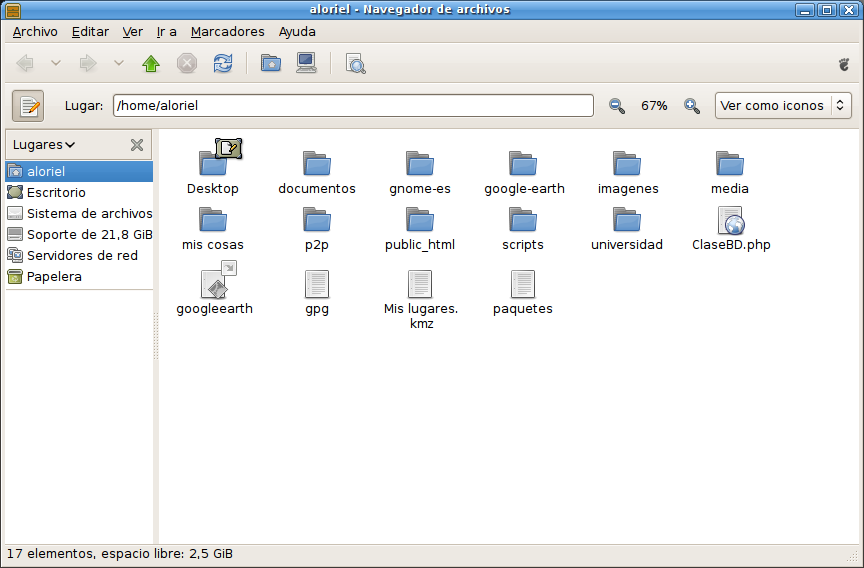 aloriel - Navegador de archivos
Archivo Editar Ver Ir a Marcadores Ayuda
Lugar: /home/aloriel 67% Ver como iconos
Lugares
aloriel
Escritorio
Sistema de archivos
Soporte de 21,8 GiB
Servidores de red
Papelera
Desktop documentos gnome-es google-earth imagenes media
mis cosas p2p public_html scripts universidad ClaseBD.php
googleearth gpg Mis lugares. paquetes
kmz
17 elementos, espacio libre: 2,5 GiB